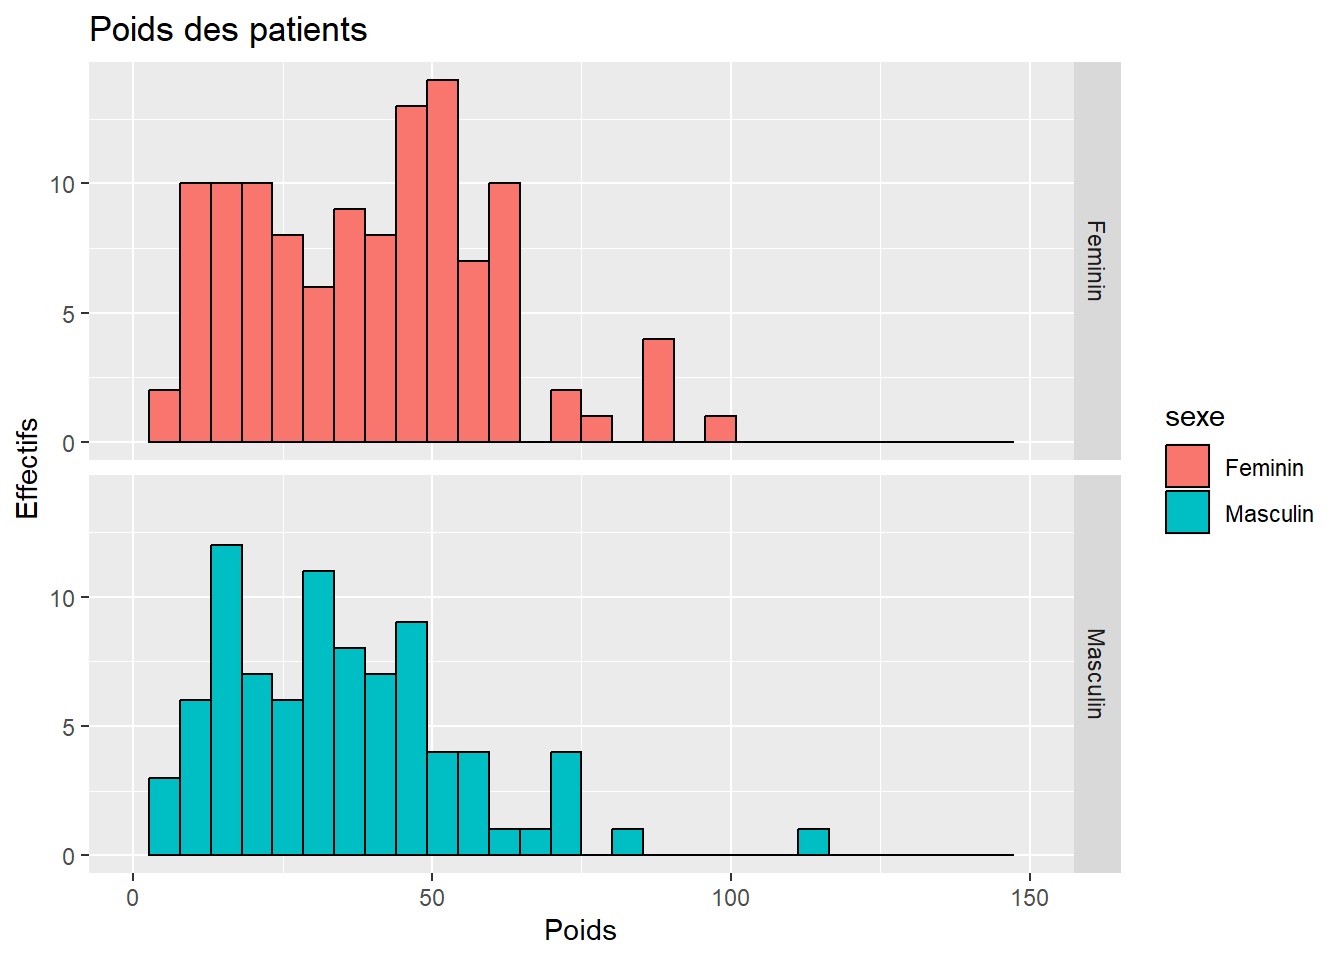 Poids des patients
Effectifs
10
5
0
Feminin
10
5
0
Masculin
0
50
100
150
Poids
sexe
Feminin
Masculin